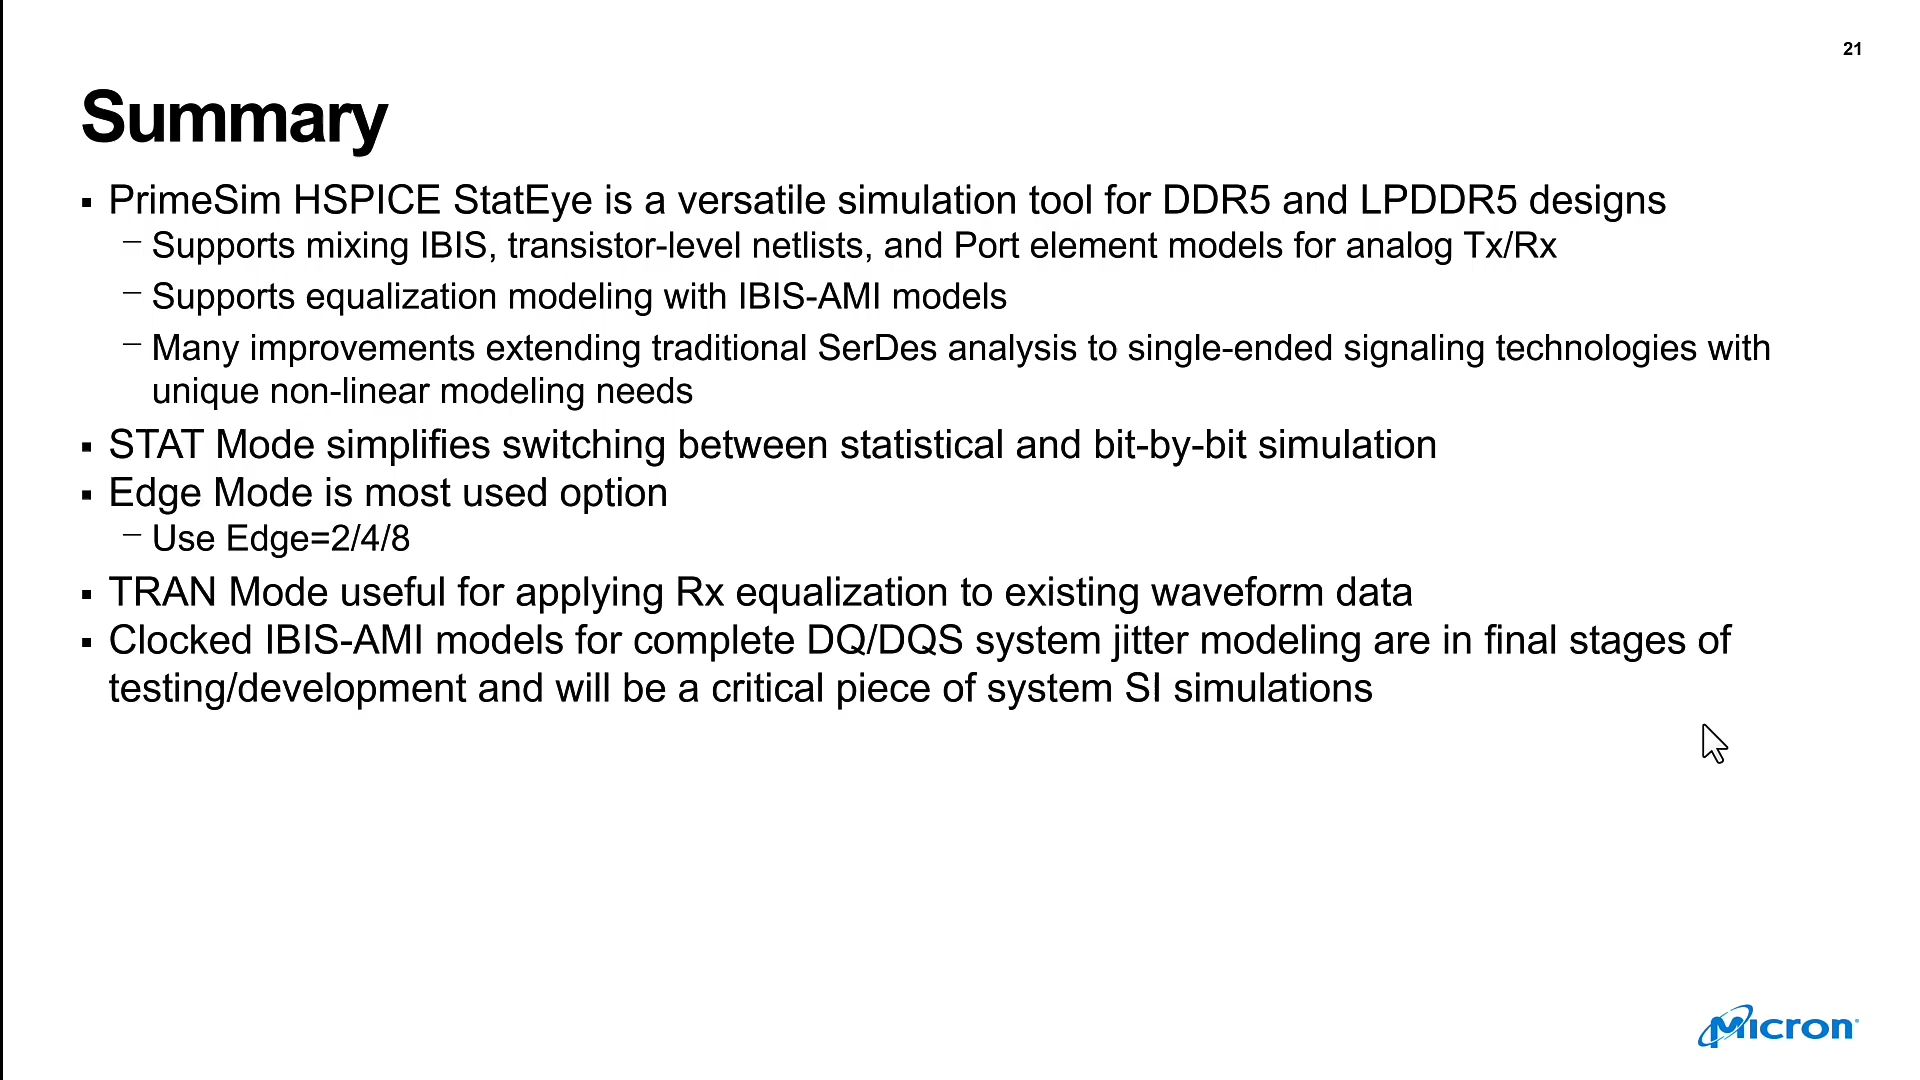 21
Summary
▪ PrimeSim HSPICE StatEye is a versatile simulation tool for DDR5 and LPDDR5 designs
– Supports mixing IBIS, transistor-level netlists, and Port element models for analog Tx/Rx
– Supports equalization modeling with IBIS-AMI models
– Many improvements extending traditional SerDes analysis to single-ended signaling technologies with
unique non-linear modeling needs
▪ STAT Mode simplifies switching between statistical and bit-by-bit simulation
▪ Edge Mode is most used option
– Use Edge=2/4/8
▪ TRAN Mode useful for applying Rx equalization to existing waveform data
▪ Clocked IBIS-AMI models for complete DQ/DQS system jitter modeling are in final stages of
testing/development and will be a critical piece of system SI simulations
Micron